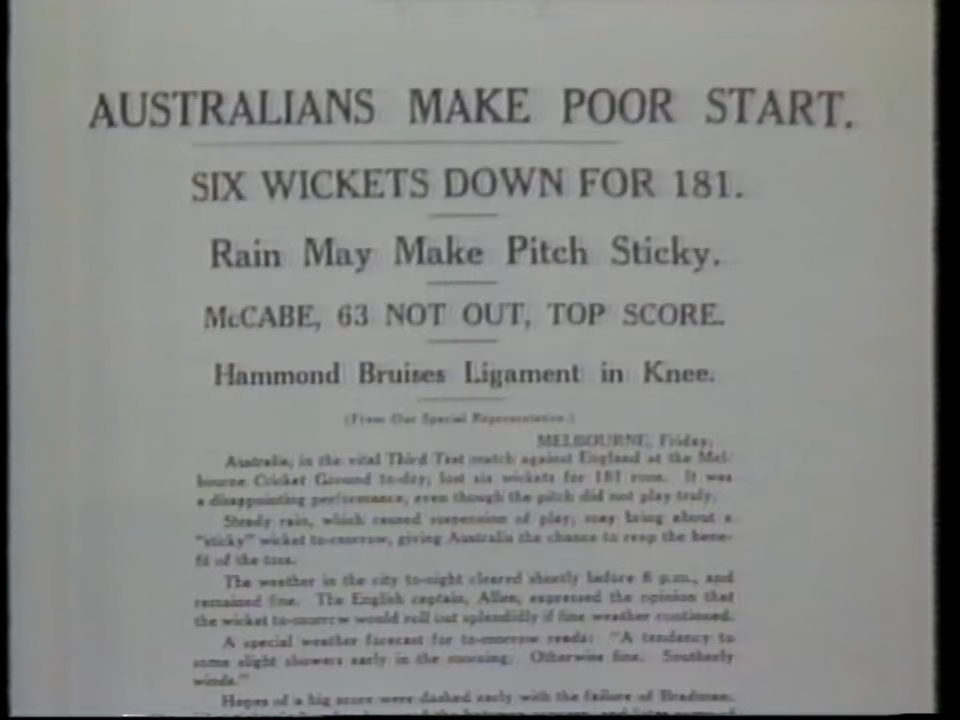 AUSTRALIANS MAKE POOR START.
SIX WICKETS DOWN FOR 181.
Rain May Make Pitch Sticky.
McCABE, 63 NOT OUT, TOP SCORE.
Hammond Bruises Ligament in Knee.
(From Our Special Representative.)
MELBOURNE, Friday.
Australia, in the vital Third Test match against England at the Mel-
bourne Cricket Ground to-day, lost six wickets for 181 runs. It was
a disappointing performance, even though the pitch did not play truly.
Steady rain, which caused suspension of play, may bring about a
"sticky" wicket to-morrow, giving Australia the chance to reap the bene-
fit of the toss.
The weather in the city to-night cleared shortly before 6 p.m., and
remained fine. The English captain, Allen, expressed the opinion that
the wicket to-morrow would roll out splendidly if fine weather continued.
A special weather forecast for to-morrow reads: "A tendency to
some slight showers early in the morning. Otherwise fine. Southerly
winds."
Hopes of a big score were dashed early with the failure of Bradman.